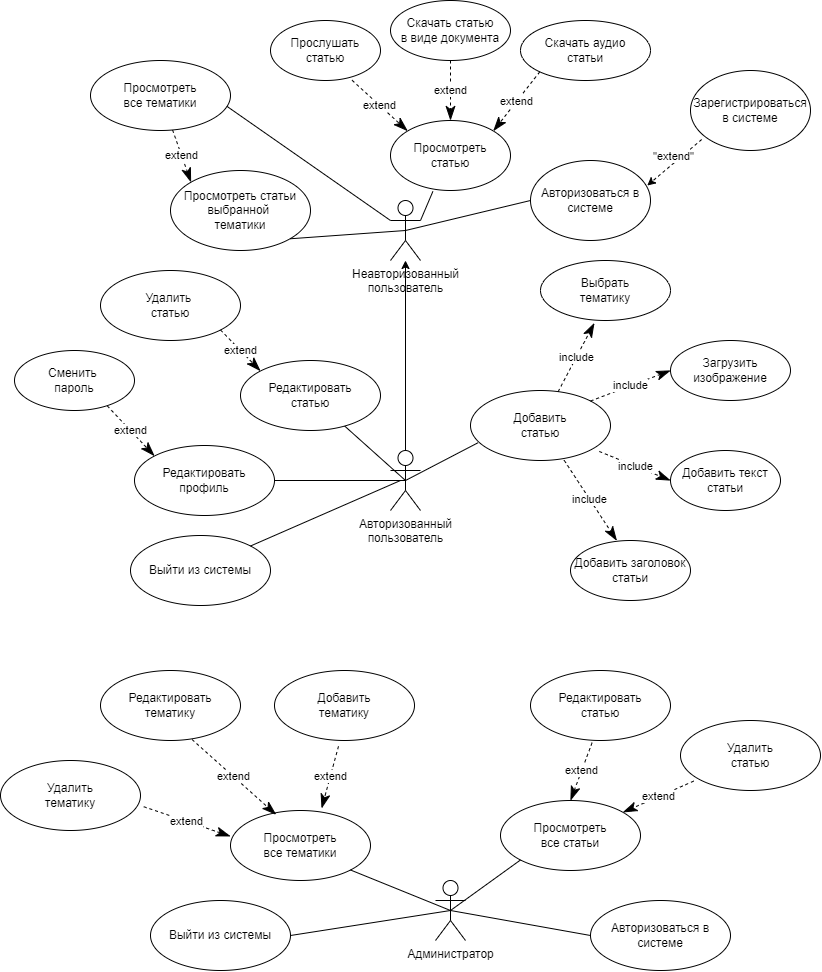 Скачать статью
в виде документа
Прослушать
статью
Скачать аудио
статьи
Просмотреть
все тематики
extend
extend
extend
Зарегистрироваться
в системе
Просмотреть
статью
extend
"extend"
Просмотреть статьи
выбранной
тематики
Авторизоваться в
системе
Неавторизованный
пользователь
Удалить
статью
Выбрать
тематику
extend
include
Сменить
пароль
Редактировать
статью
Загрузить
изображение
include
extend
Добавить
статью
Редактировать
профиль
include
Добавить текст
статьи
include
Авторизованный
пользователь
Выйти из системы
Добавить заголовок
статьи
Редактировать
тематику
Добавить
тематику
Редактировать
статью
Удалить
статью
extend
extend
extend
Удалить
тематику
extend
extend
Просмотреть
все тематики
Просмотреть
все статьи
Выйти из системы
Авторизоваться в
системе
Администратор